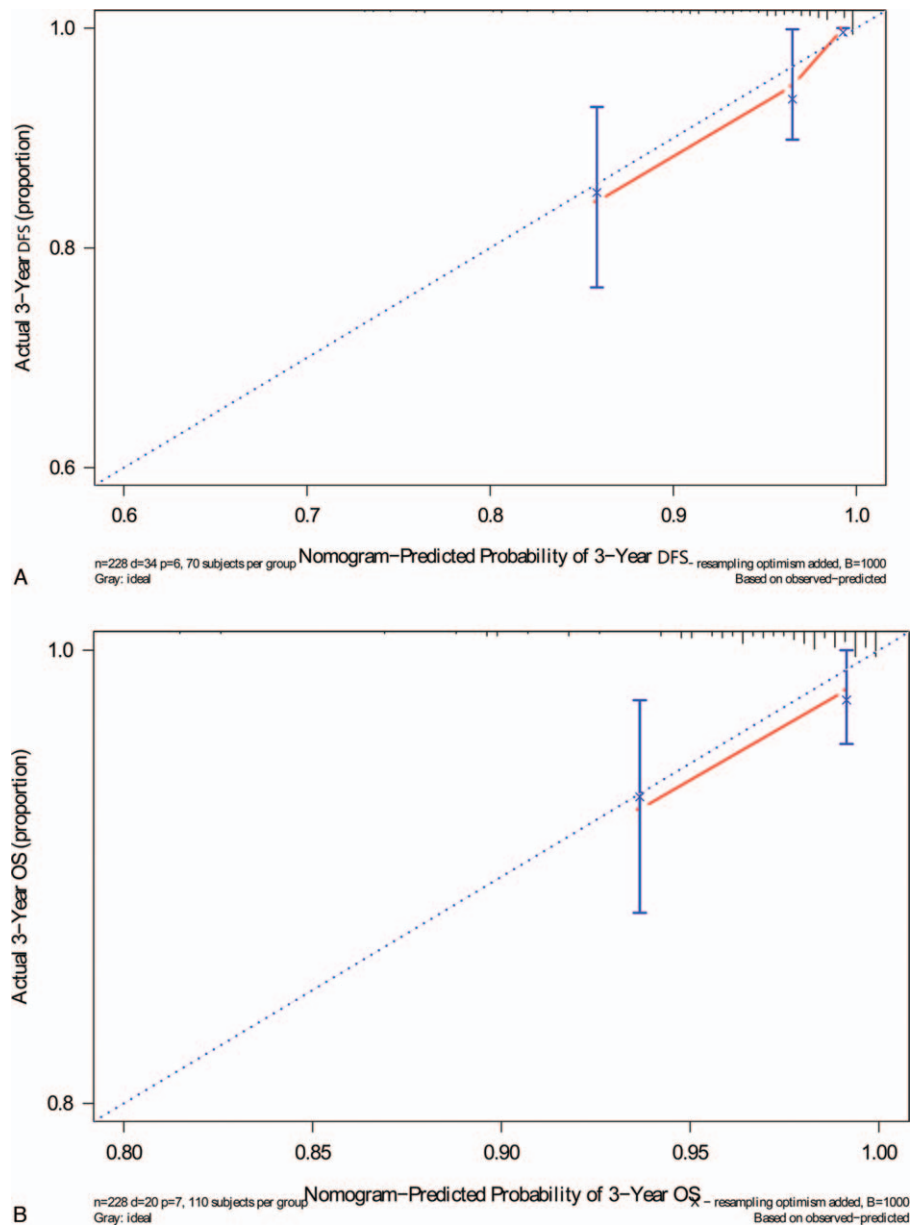 1.0
0.8
0.6
Actual 3-Year DFS (proportion)
0.6 0.7 0.8 0.9 1.0
Nomogram-Predicted Probability of 3-Year DFS
n=228 d=34 p=6, 70 subjects per group
Gray: ideal
- resampling optimism added, B=1000
Based on observed-predicted
A
1.0
0.8
Actual 3-Year OS (proportion)
0.80 0.85 0.90 0.95 1.00
Nomogram-Predicted Probability of 3-Year OS
n=228 d=20 p=7, 110 subjects per group
Gray: ideal
X - resampling optimism added, B=1000
Based on observed-predicted
B